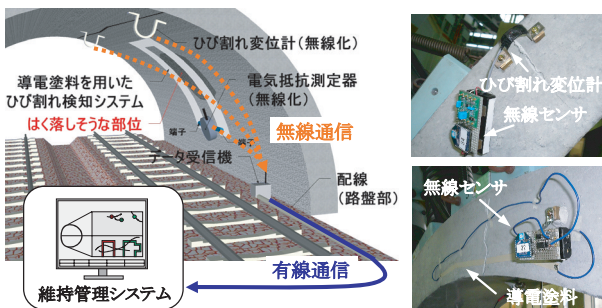 ひび割れ変位計(無線化)
導電塗料を用いた
ひび割れ検知システム
はく落しそうな部位
電気抵抗測定器
(無線化)
端子
端子
無線通信
データ受信機
配線
(路盤部)
有線通信
維持管理システム
ひび割れ変位計
無線センサ
無線センサ
導電塗料